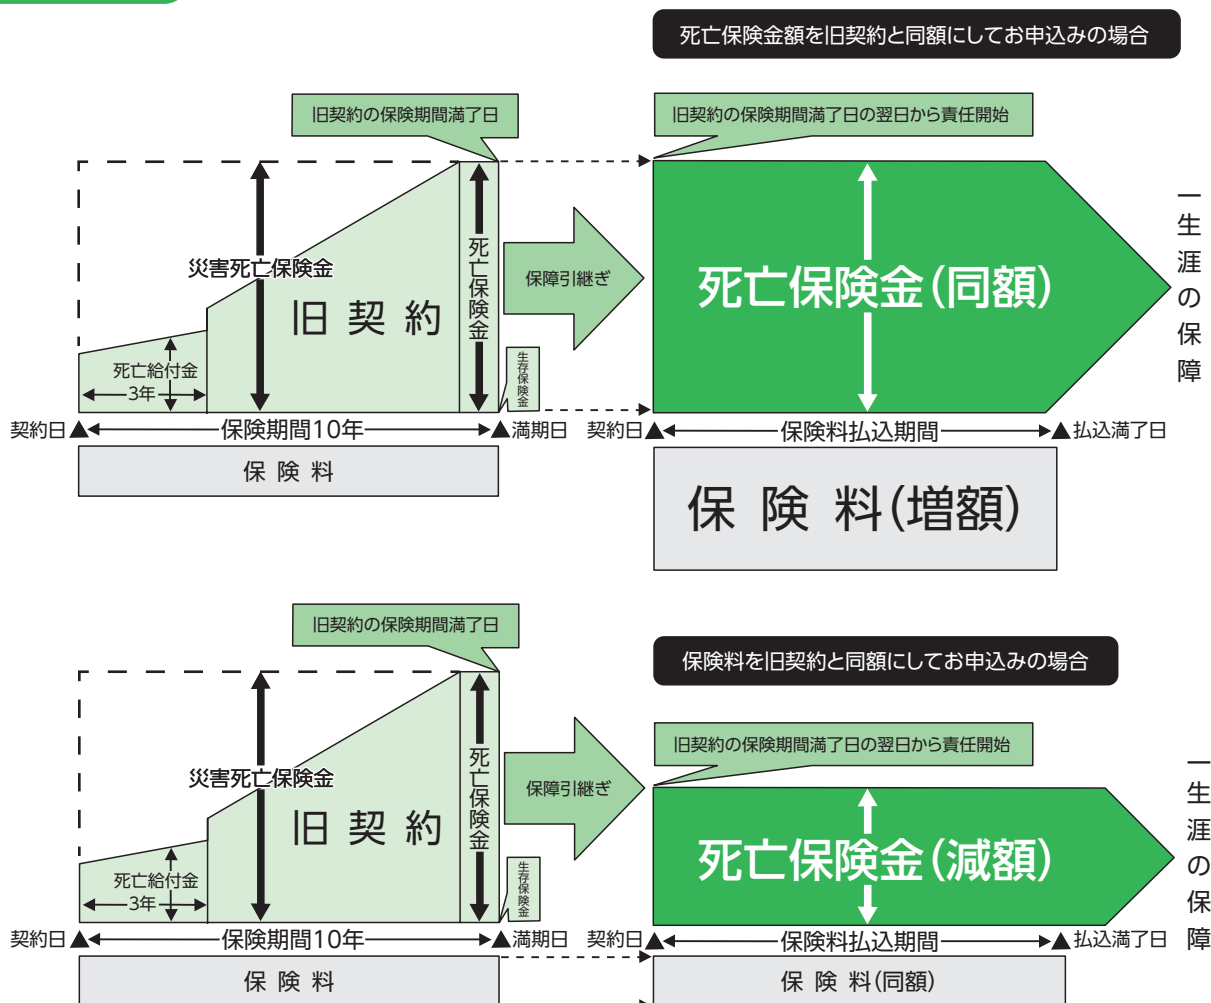 死亡保険金額を旧契約と同額にしてお申込みの場合
旧契約の保険期間満了日
旧契約の保険期間満了日の翌日から責任開始
災害死亡保険金
旧契約
死亡保険金
死亡給付金
3年
生存保険金
保障引継ぎ
死亡保険金(同額)
一生涯の保障
契約日▲
保険期間10年
▲満期日
契約日▲
保険料払込期間
▲払込満了日
保険料
保険料(増額)
旧契約の保険期間満了日
保険料を旧契約と同額にしてお申込みの場合
旧契約の保険期間満了日の翌日から責任開始
災害死亡保険金
旧契約
死亡保険金
死亡給付金
3年
生存保険金
保障引継ぎ
死亡保険金(減額)
一生涯の保障
契約日▲
保険期間10年
▲満期日
契約日▲
保険料払込期間
▲払込満了日
保険料
保険料(同額)